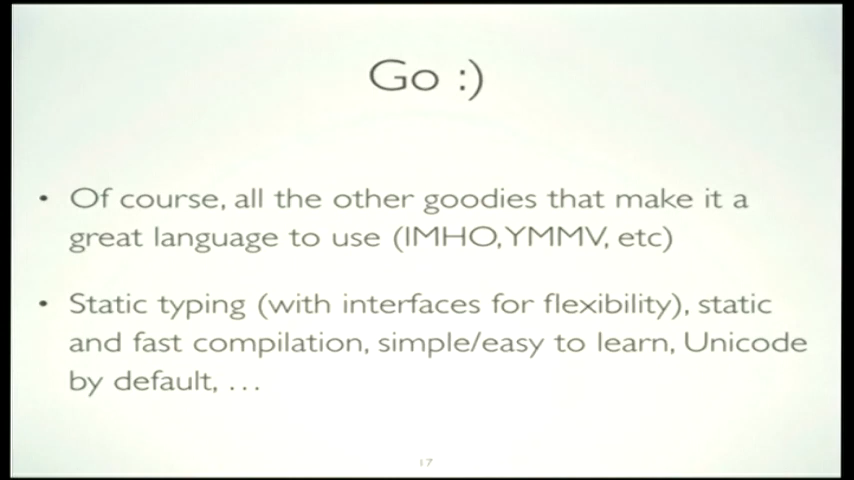 Go :)
• Of course, all the other goodies that make it a
great language to use (IMHO, YMMV, etc)
• Static typing (with interfaces for flexibility), static
and fast compilation, simple/easy to learn, Unicode
by default, …
17